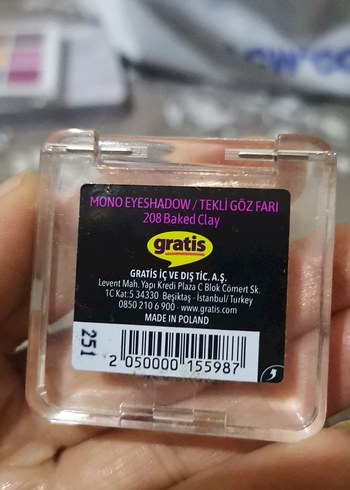 MONO EYESHADOW / TEKLİ GÖZ FARI
208 Baked Clay
gratis
GRATİS İÇ VE DIŞ TİC. A.Ş.
Levent Mah. Yapı Kredi Plaza C Blok Cömert Sk.
1C Kat:5 34330 Beşiktaş - İstanbul/Turkey
0850 210 6 900 · www.gratis.com
MADE IN POLAND
251
2 050000 155987